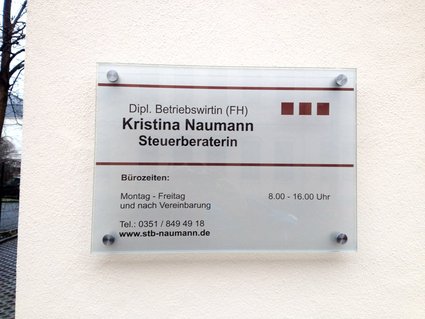 Dipl. Betriebswirtin (FH)
Kristina Naumann
Steuerberaterin
Bürozeiten:
Montag - Freitag 8.00 - 16.00 Uhr
und nach Vereinbarung
Tel.: 0351 / 849 49 18
www.stb-naumann.de